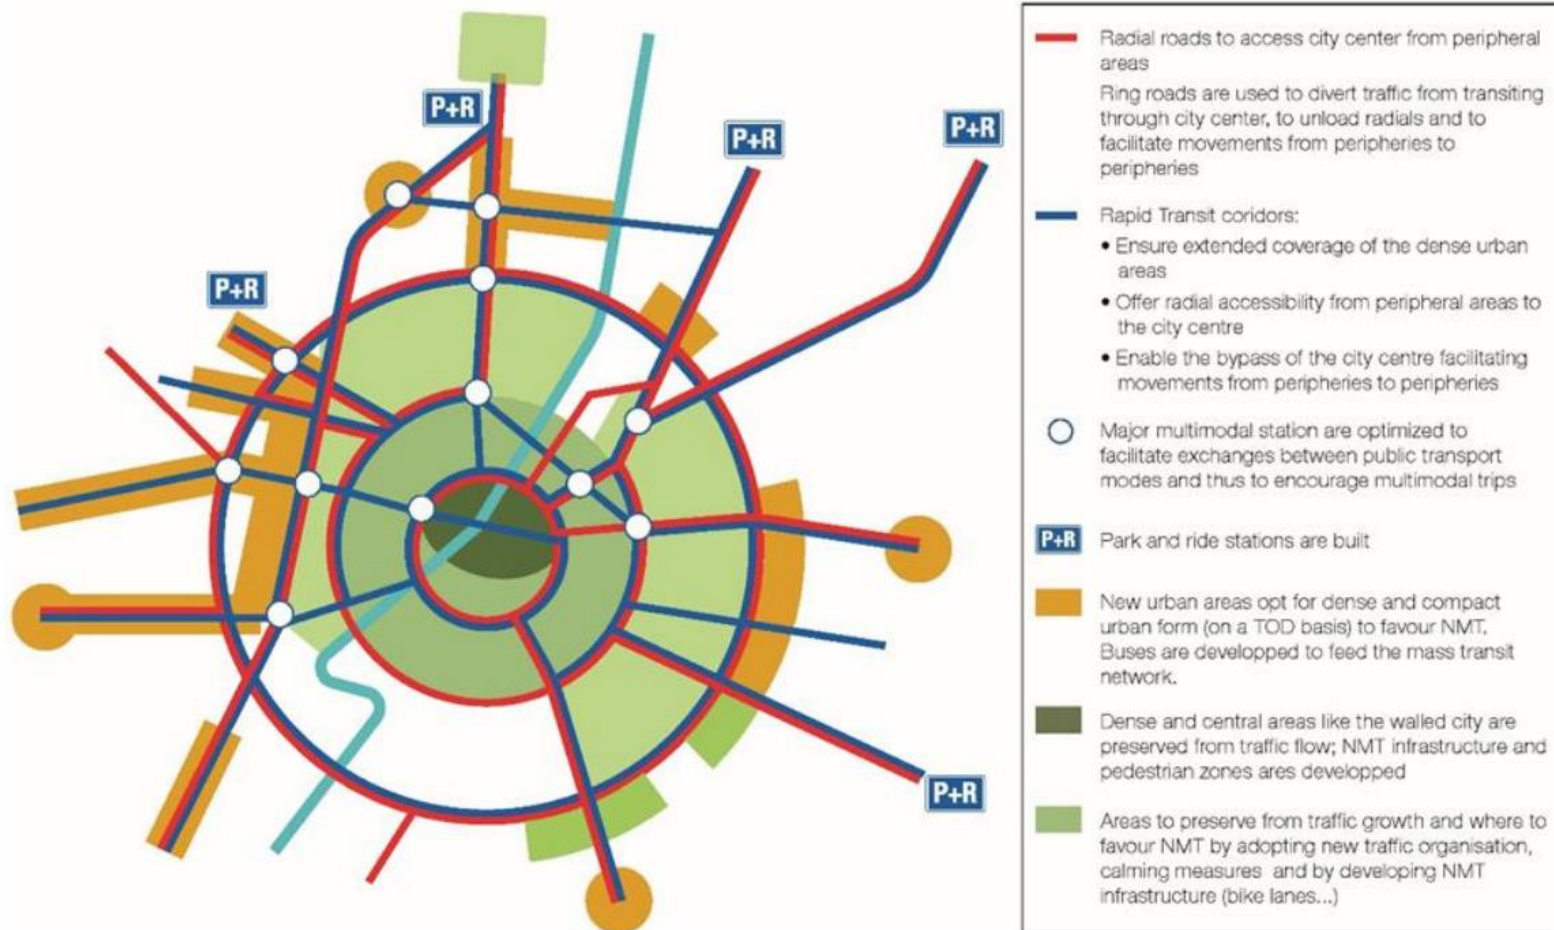 P+R
P+R
P+R
P+R
P+R
Radial roads to access city center from peripheral
areas
Ring roads are used to divert traffic from transiting
through city center, to unload radials and to
facilitate movements from peripheries to
peripheries
Rapid Transit coridors:
• Ensure extended coverage of the dense urban
areas
• Offer radial accessibility from peripheral areas to
the city centre
• Enable the bypass of the city centre facilitating
movements from peripheries to peripheries
Major multimodal station are optimized to
facilitate exchanges between public transport
modes and thus to encourage multimodal trips
P+R Park and ride stations are built
New urban areas opt for dense and compact
urban form (on a TOD basis) to favour NMT.
Buses are developped to feed the mass transit
network.
Dense and central areas like the walled city are
preserved from traffic flow; NMT infrastructure and
pedestrian zones ares developped
Areas to preserve from traffic growth and where to
favour NMT by adopting new traffic organisation,
calming measures and by developing NMT
infrastructure (bike lanes...)